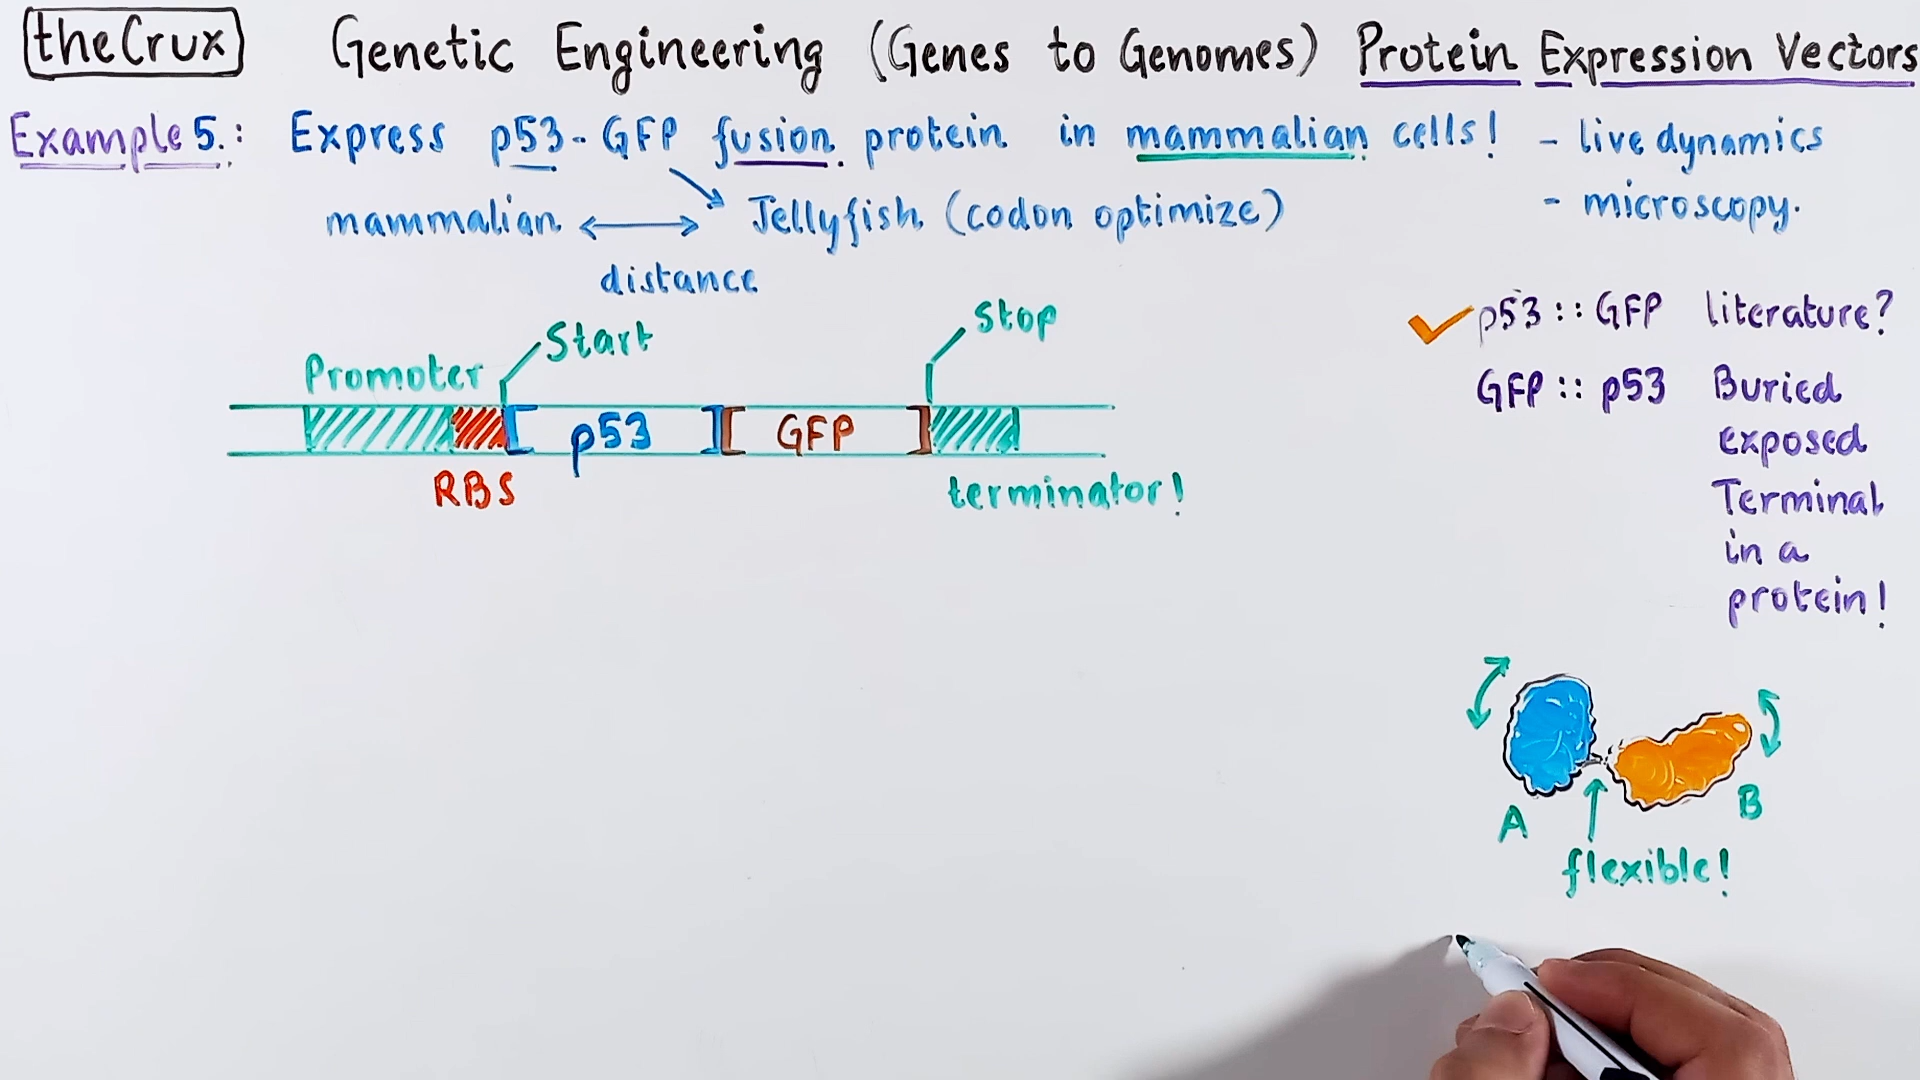 theCrux Genetic Engineering (Genes to Genomes) Protein Expression Vectors
Example 5.: Express p53-GFP fusion protein in mammalian cells!
- live dynamics
- microscopy.
mammalian Jellyfish (codon optimize)
distance
Promoter
Start
Stop
p53 GFP
RBS
terminator!
p53 :: GFP literature?
GFP :: p53 Buried
exposed
Terminal
in a
protein!
A
B
flexible!